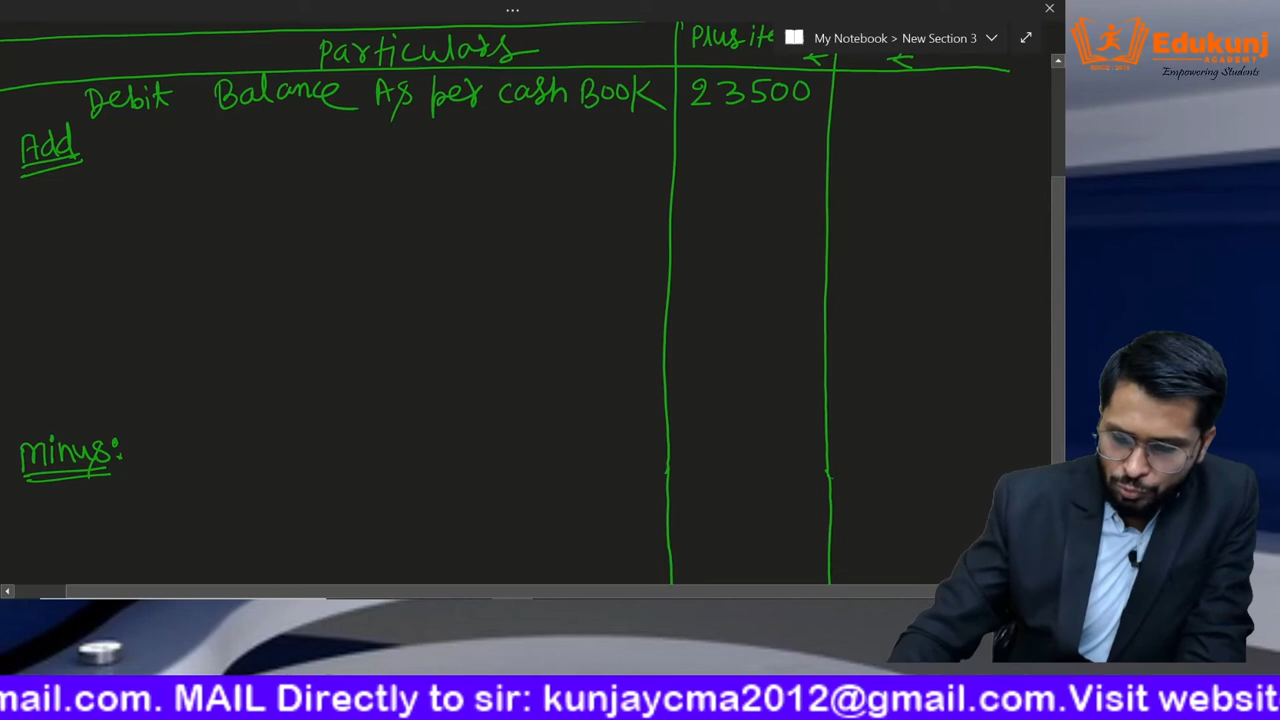 ...
Plus ite
My Notebook > New Section 3
Edukunj
ACADEMY
Empowering Students
Particulars
Debit Balance As per cash Book 23500
Add
Minus:
mail.com. MAIL Directly to sir: kunjaycma2012@gmail.com.Visit websit